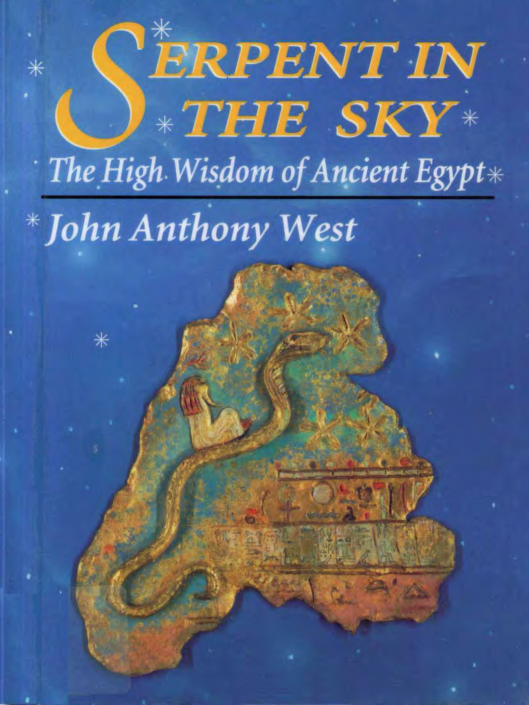 SERPENT IN
THE SKY
The High Wisdom of Ancient Egypt
John Anthony West